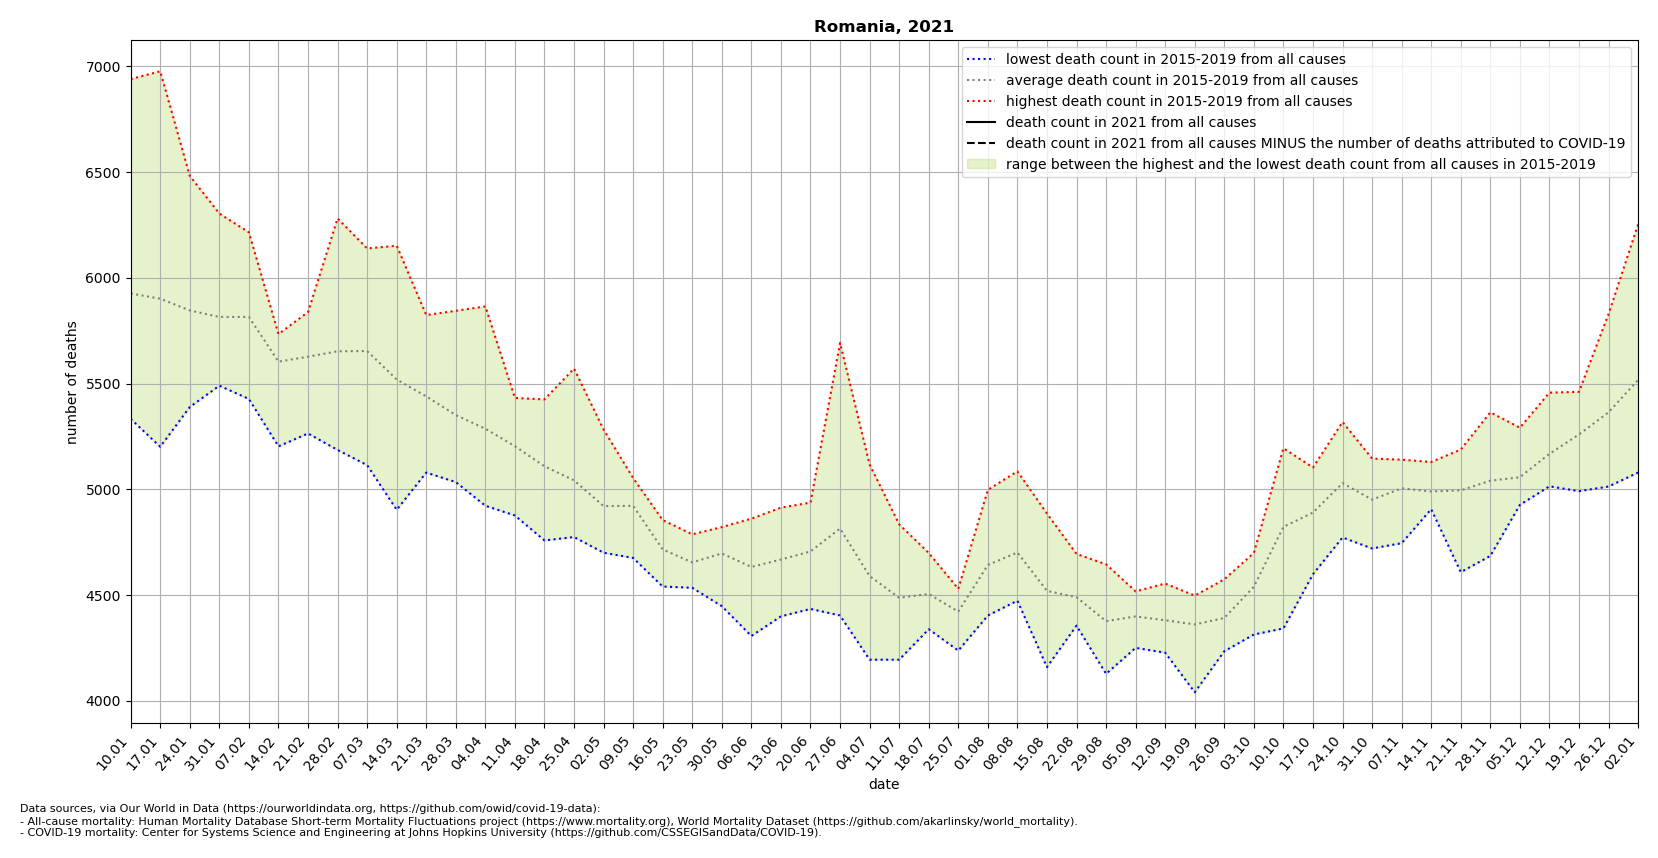 Romania, 2021
lowest death count in 2015-2019 from all causes
average death count in 2015-2019 from all causes
highest death count in 2015-2019 from all causes
death count in 2021 from all causes
death count in 2021 from all causes MINUS the number of deaths attributed to COVID-19
range between the highest and the lowest death count from all causes in 2015-2019
number of deaths
7000
6500
6000
5500
5000
4500
4000
10.01 17.01 24.01 31.01 07.02 14.02 21.02 28.02 07.03 14.03 21.03 28.03 04.04 11.04 18.04 25.04 02.05 09.05 16.05 23.05 30.05 06.06 13.06 20.06 27.06 04.07 11.07 18.07 25.07 01.08 08.08 15.08 22.08 29.08 05.09 12.09 19.09 26.09 03.10 10.10 17.10 24.10 31.10 07.11 14.11 21.11 28.11 05.12 12.12 19.12 26.12 02.01
date
Data sources, via Our World in Data (https://ourworldindata.org, https://github.com/owid/covid-19-data):
- All-cause mortality: Human Mortality Database Short-term Mortality Fluctuations project (https://www.mortality.org), World Mortality Dataset (https://github.com/akarlinsky/world_mortality).
- COVID-19 mortality: Center for Systems Science and Engineering at Johns Hopkins University (https://github.com/CSSEGISandData/COVID-19).